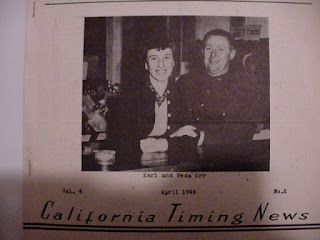 Karl and Veda Orr
Vol. 4 April 1948 No.2
California Timing News